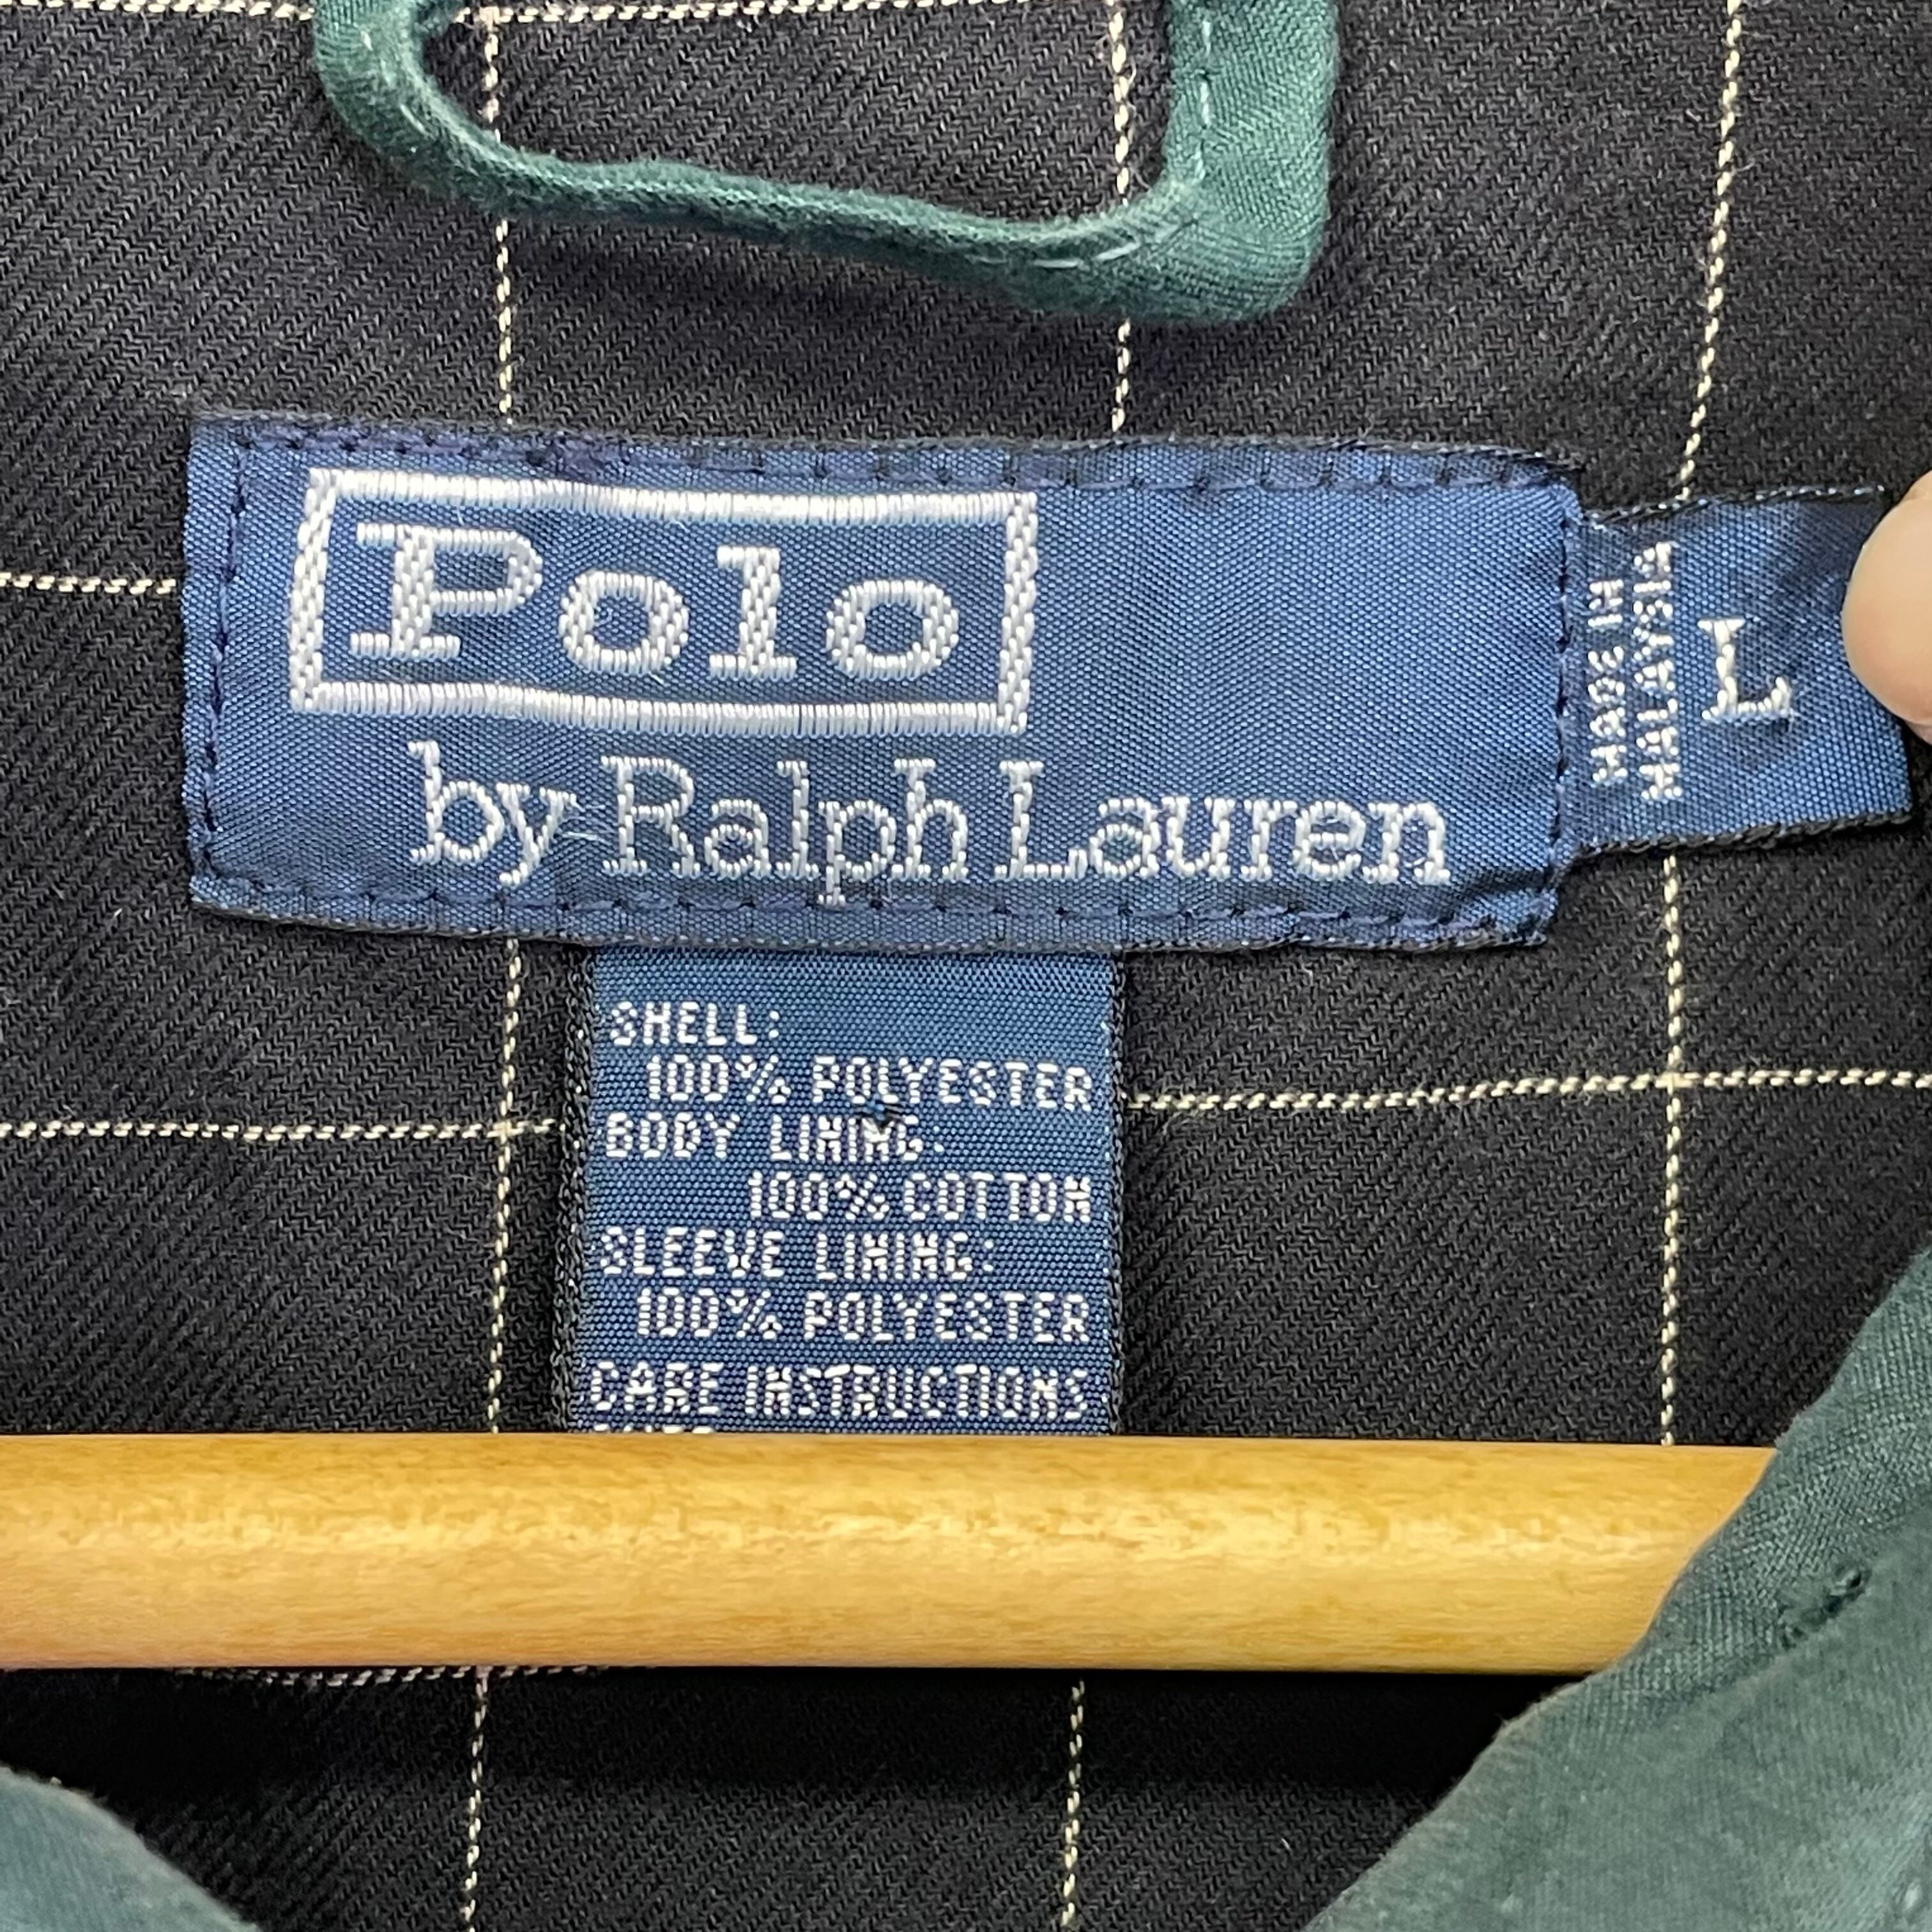 Polo
by Ralph Lauren
MADE IN
MALAYSIA
L
SHELL:
100% POLYESTER
BODY LINING:
100% COTTON
SLEEVE LINING:
100% POLYESTER
CARE INSTRUCTIONS